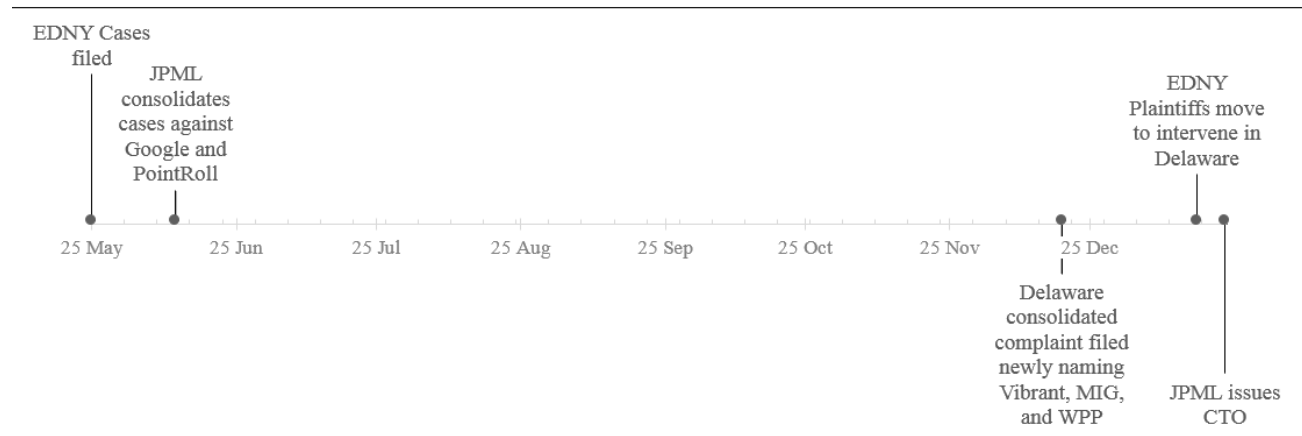 EDNY Cases
filed
JPML
consolidates
cases against
Google and
PointRoll
EDNY
Plaintiffs move
to intervene in
Delaware
25 May
25 Jun
25 Jul
25 Aug
25 Sep
25 Oct
25 Nov
25 Dec
Delaware
consolidated
complaint filed
newly naming
Vibrant, MIG,
and WPP
JPML issues
CTO